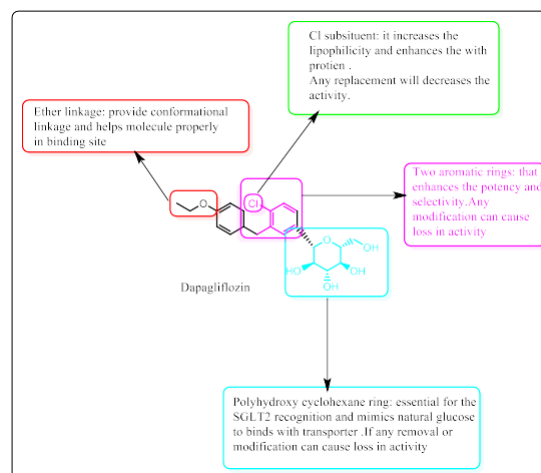 Cl subsituent: it increases the
lipophilicity and enhances the with
protien .
Any replacement will decreases the
activity.
Ether linkage: provide conformational
linkage and helps molecule properly
in binding site
Two aromatic rings: that
enhances the potency and
selectivity.Any
modification can cause
loss in activity
Cl
O
O
OH
HO
OH
OH
Dapagliflozin
Polyhydroxy cyclohexane ring: essential for the
SGLT2 recognition and mimics natural glucose
to binds with transporter .If any removal or
modification can cause loss in activity